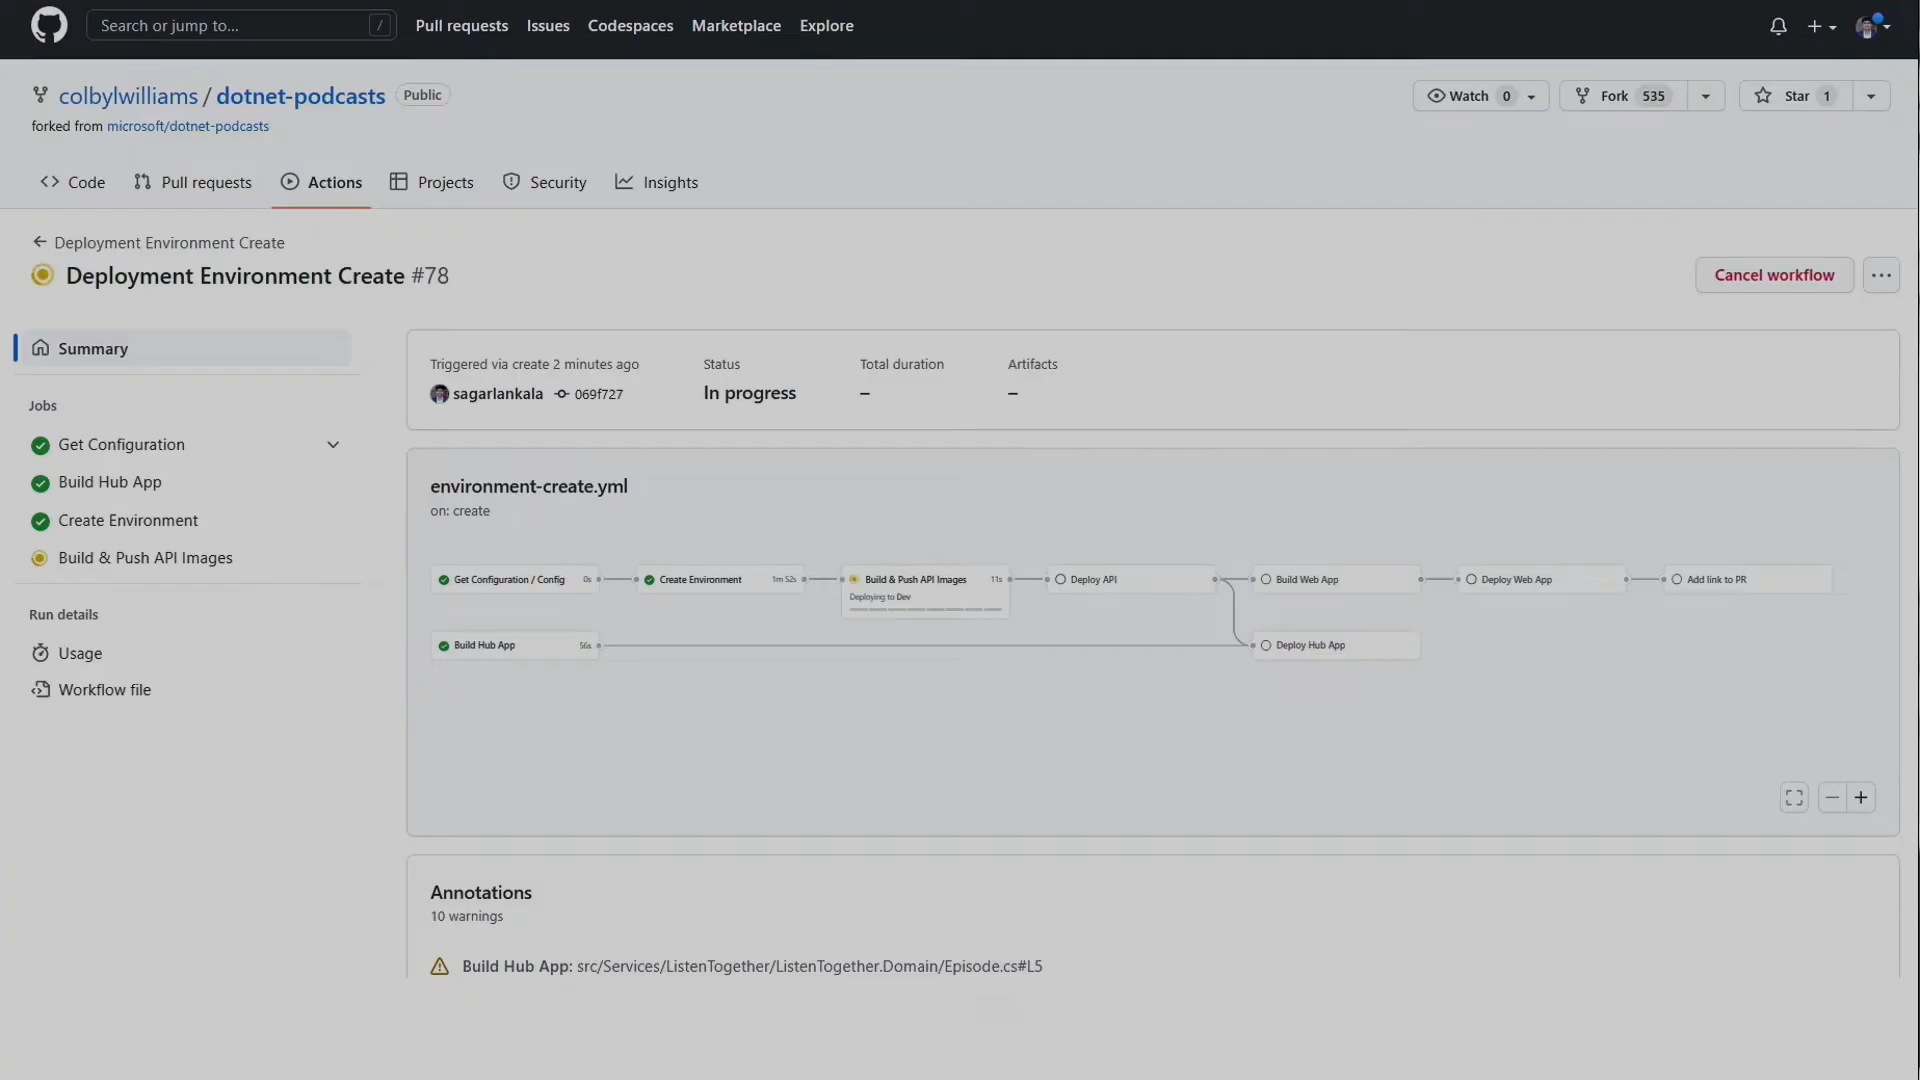 Search or jump to... /
Pull requests
Issues
Codespaces
Marketplace
Explore
colbylwilliams / dotnet-podcasts Public
Watch 0
Fork 535
Star 1
forked from microsoft/dotnet-podcasts
Code
Pull requests
Actions
Projects
Security
Insights
Deployment Environment Create
Deployment Environment Create #78
Cancel workflow
Summary
Jobs
Get Configuration
Build Hub App
Create Environment
Build & Push API Images
Run details
Usage
Workflow file
Triggered via create 2 minutes ago
sagarlankala 069f727
Status
In progress
Total duration
–
Artifacts
–
environment-create.yml
on: create
Get Configuration / Config 0s
Create Environment 1m 52s
Build & Push API Images 11s
Deploying to Dev
Deploy API
Build Web App
Deploy Web App
Add link to PR
Build Hub App 56s
Deploy Hub App
Annotations
10 warnings
Build Hub App: src/Services/ListenTogether/ListenTogether.Domain/Episode.cs#L5